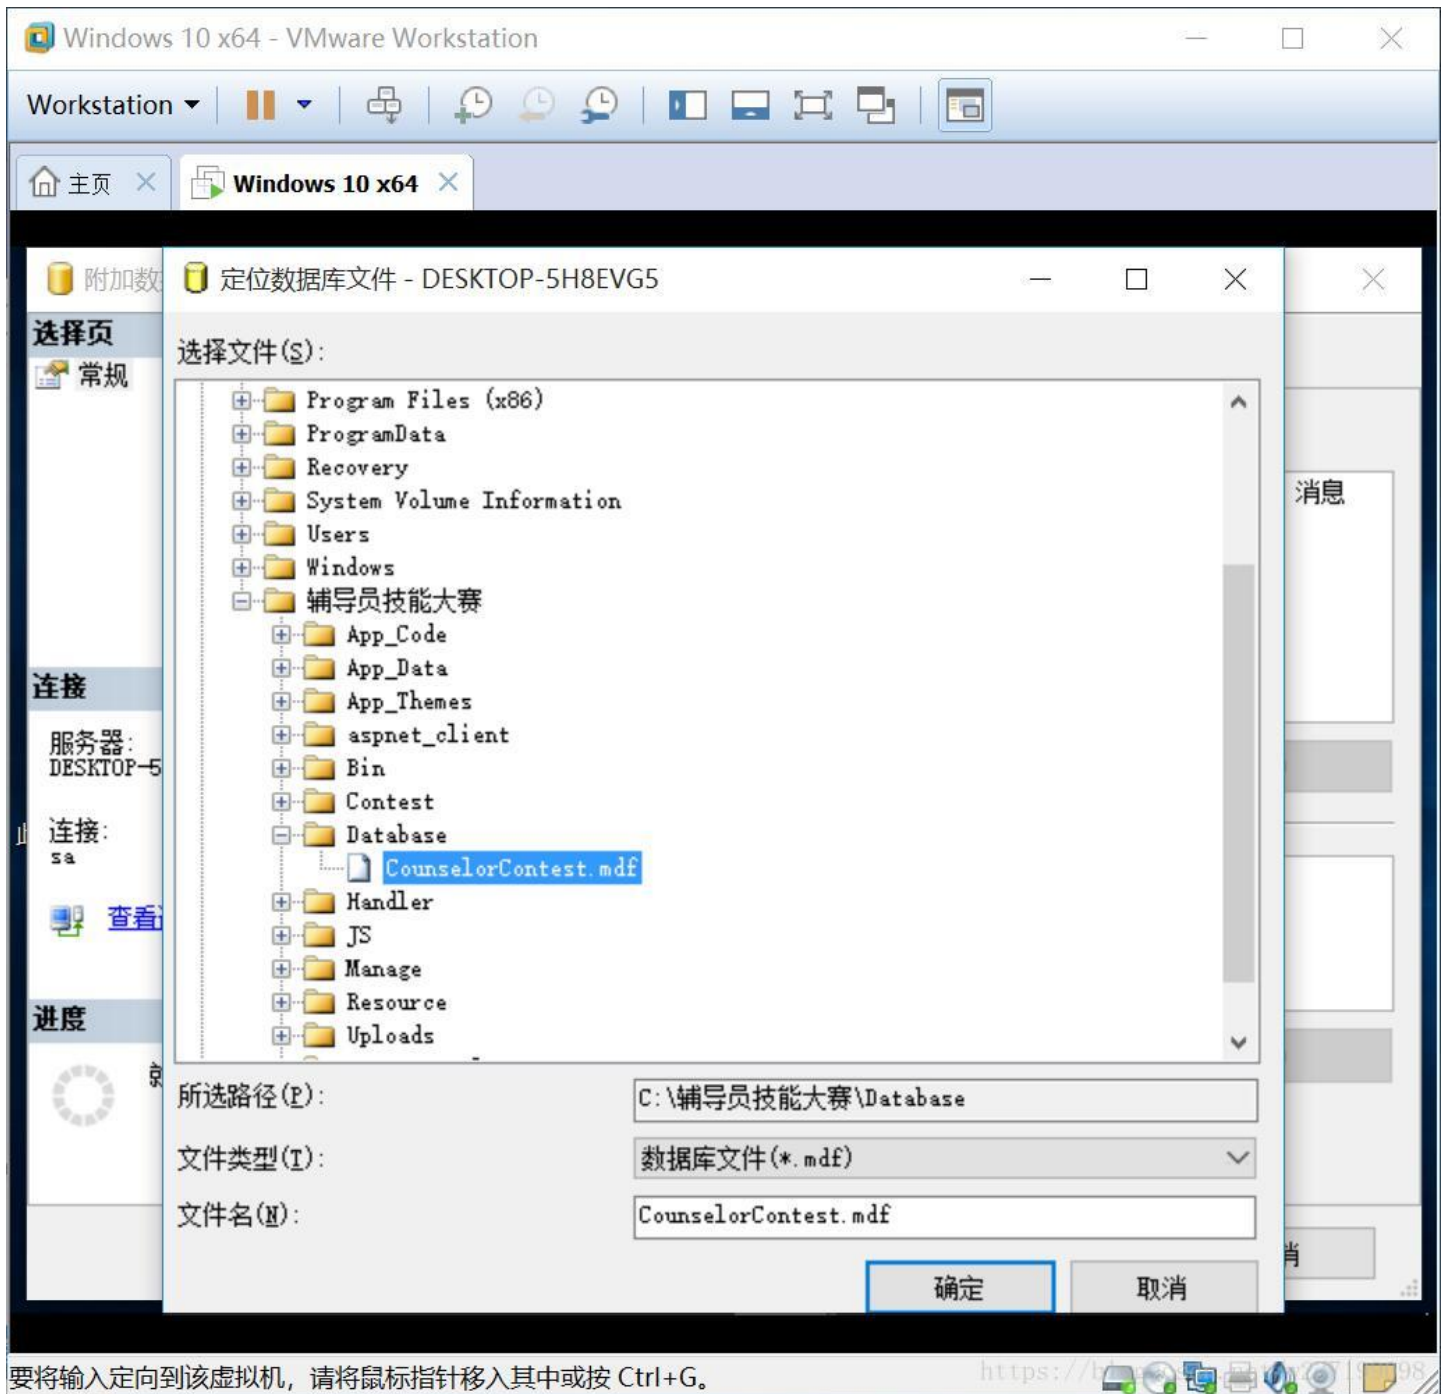 Windows 10 x64 - VMware Workstation
Workstation
主页
Windows 10 x64
附加数
定位数据库文件 - DESKTOP-5H8EVG5
选择页
常规
选择文件(S):
Program Files (x86)
ProgramData
Recovery
System Volume Information
Users
Windows
辅导员技能大赛
App_Code
App_Data
App_Themes
aspnet_client
Bin
Contest
Database
CounselorContest.mdf
Handler
JS
Manage
Resource
Uploads
消息
连接
服务器:
DESKTOP-5
连接:
sa
查看
进度
所选路径(P):
C:\辅导员技能大赛\Database
文件类型(T):
数据库文件(*.mdf)
文件名(N):
CounselorContest.mdf
确定
取消
要将输入定向到该虚拟机，请将鼠标指针移入其中或按 Ctrl+G。